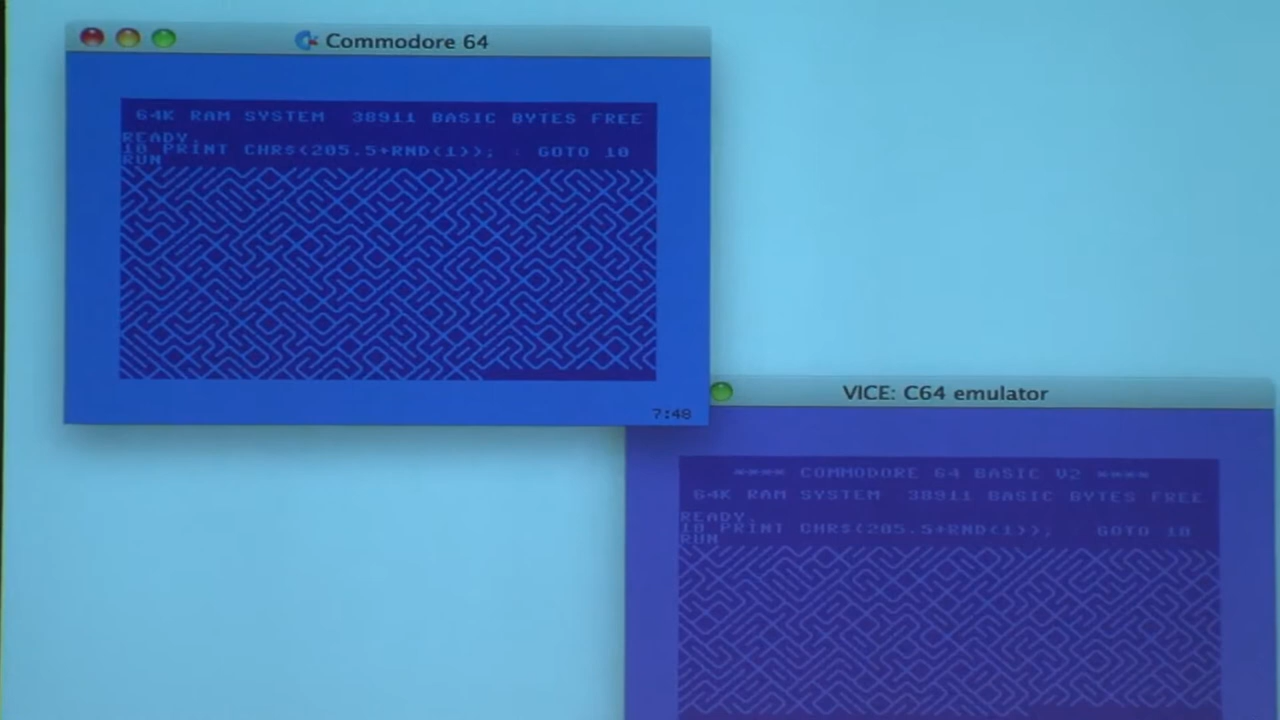 Commodore 64
64K RAM SYSTEM 38911 BASIC BYTES FREE
READY.
10 PRINT CHR$(205.5+RND(1)); : GOTO 10
RUN
7:48
VICE: C64 emulator
**** COMMODORE 64 BASIC V2 ****
64K RAM SYSTEM 38911 BASIC BYTES FREE
READY.
10 PRINT CHR$(205.5+RND(1)); : GOTO 10
RUN